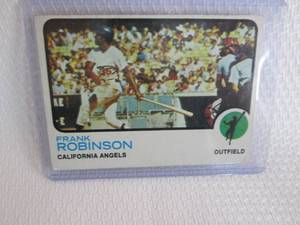 FRANK
ROBINSON
CALIFORNIA ANGELS
OUTFIELD